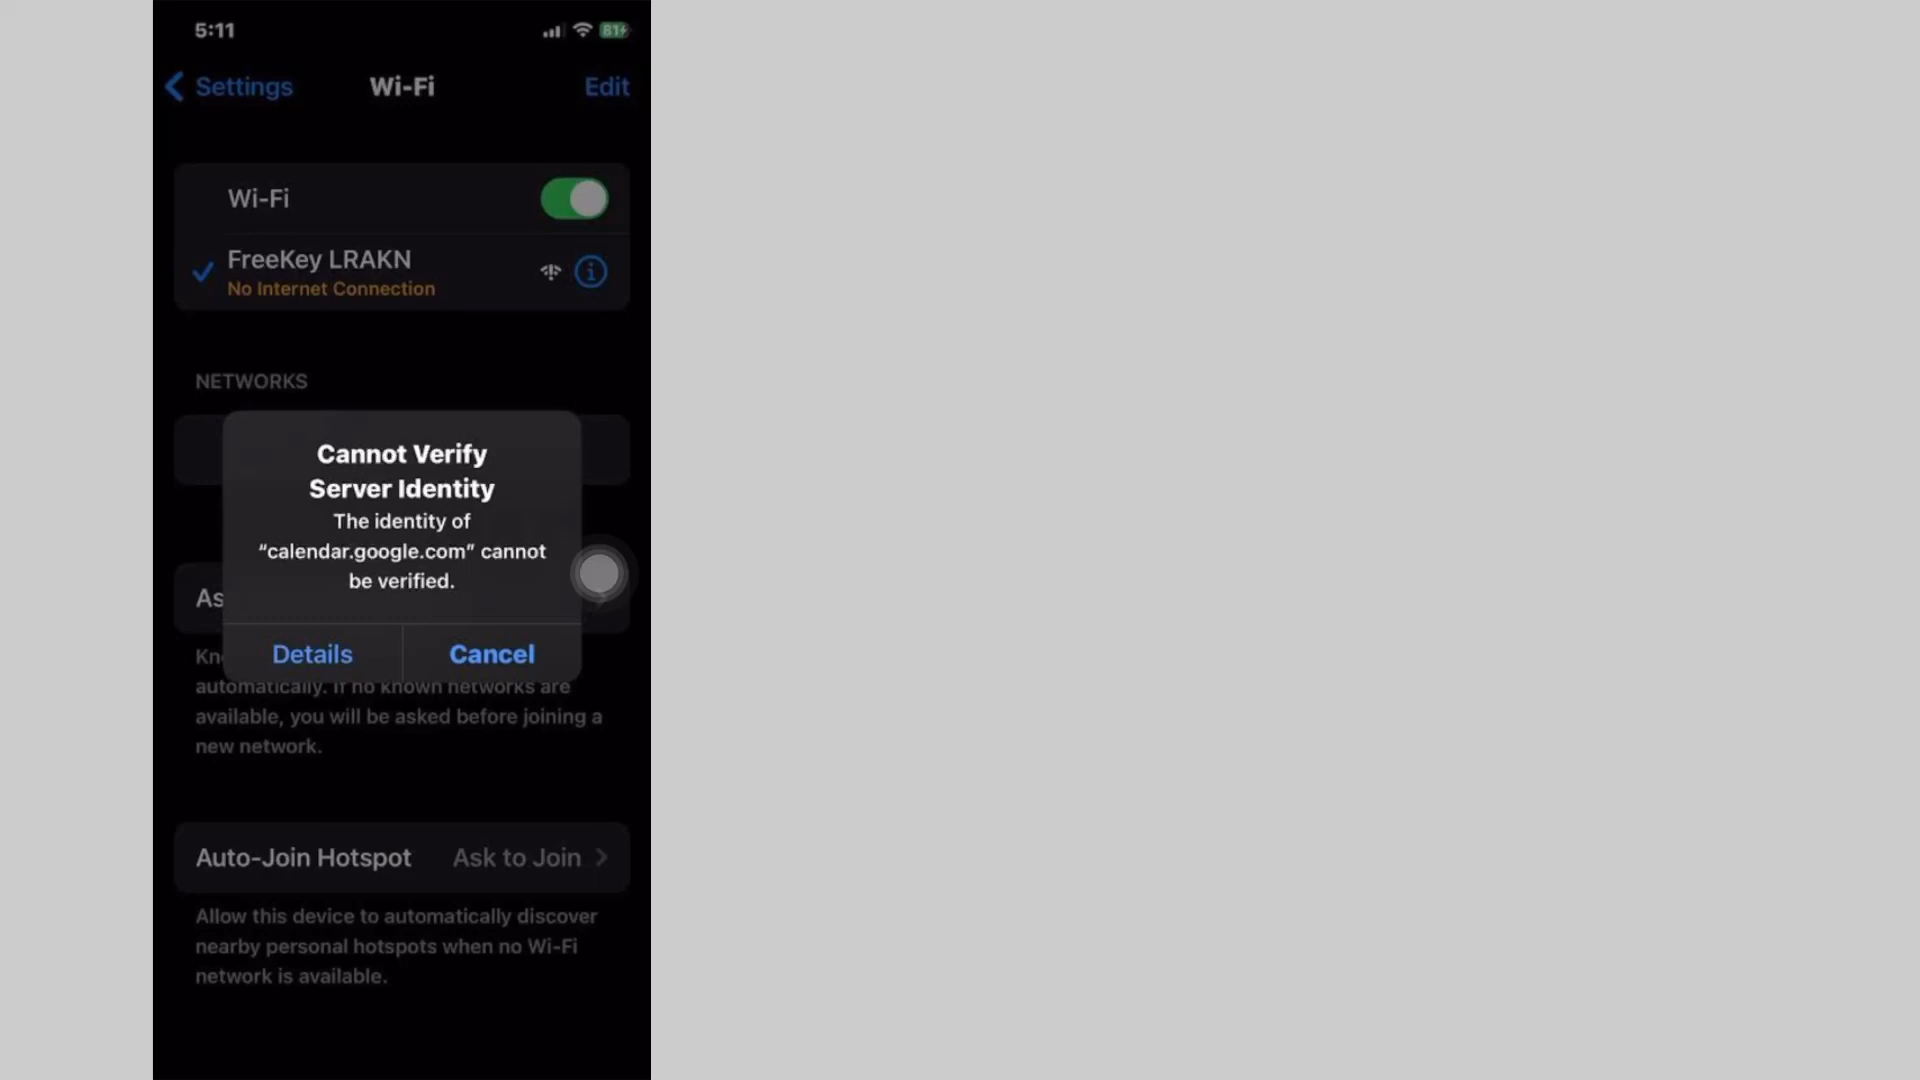 5:11
81
Settings
Wi-Fi
Edit
Wi-Fi
FreeKey LRAKN
No Internet Connection
NETWORKS
Cannot Verify
Server Identity
The identity of
“calendar.google.com” cannot
be verified.
As
Details
Cancel
Kn
automatically. If no known networks are
available, you will be asked before joining a
new network.
Auto-Join Hotspot
Ask to Join
Allow this device to automatically discover
nearby personal hotspots when no Wi-Fi
network is available.